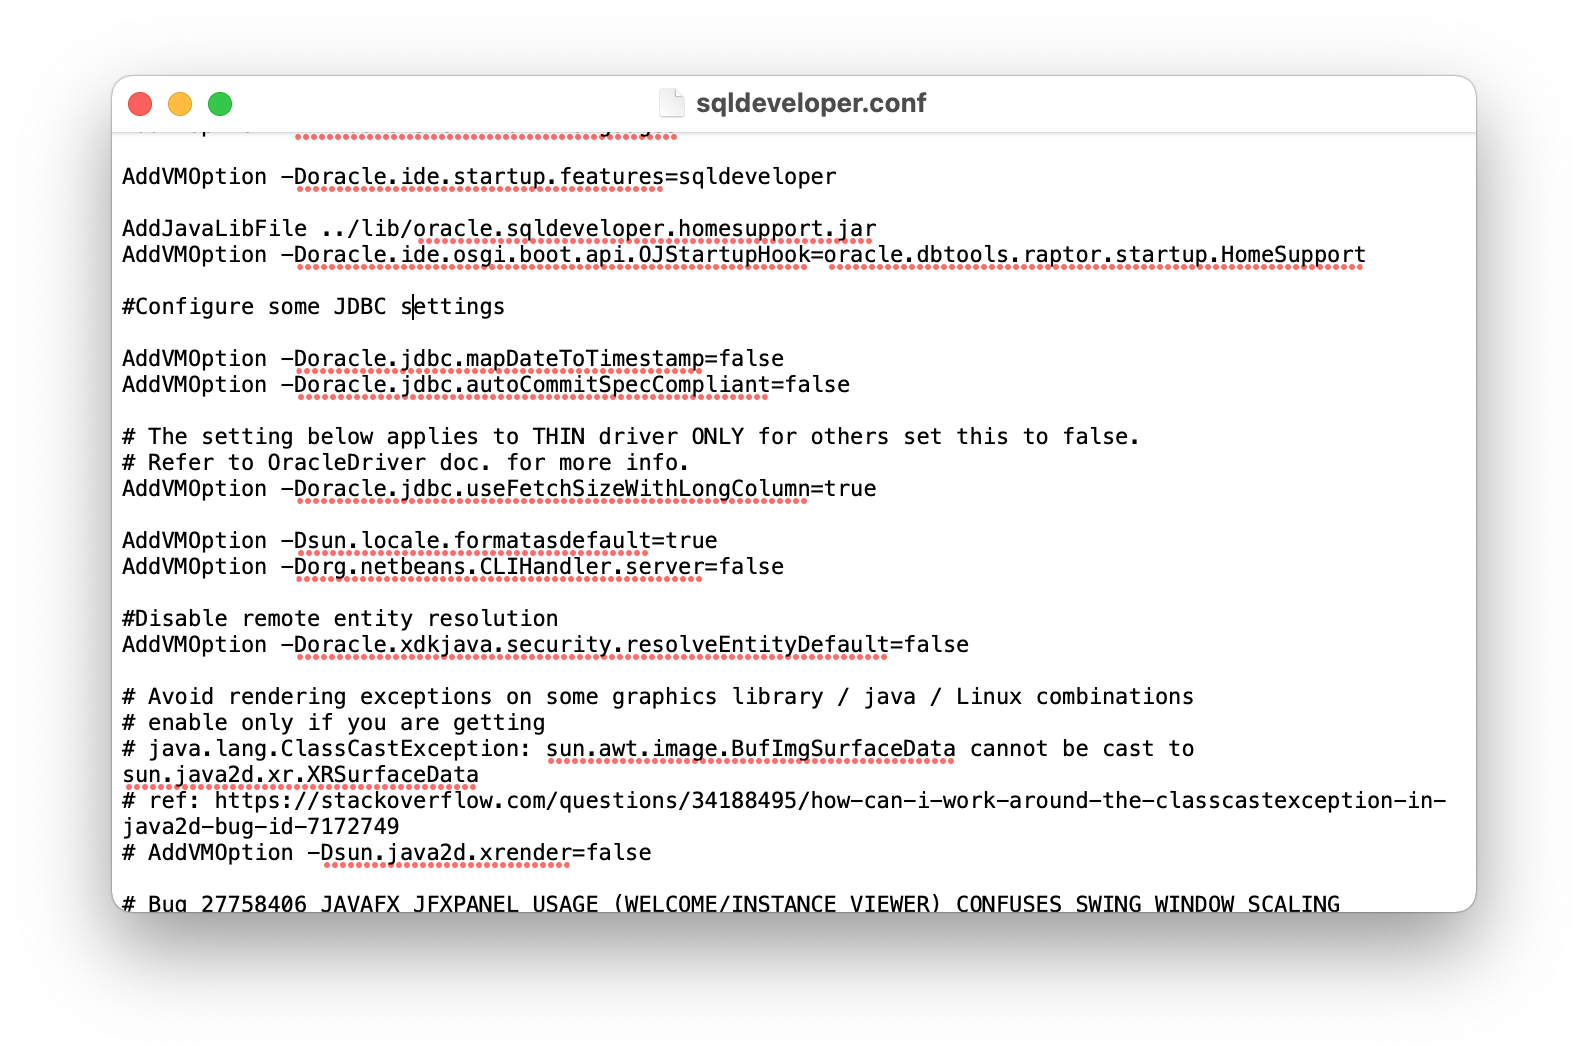 sqldeveloper.conf
AddVMOption -Doracle.ide.startup.features=sqldeveloper
AddJavaLibFile ../lib/oracle.sqldeveloper.homesupport.jar
AddVMOption -Doracle.ide.osgi.boot.api.OJStartupHook=oracle.dbtools.raptor.startup.HomeSupport
#Configure some JDBC settings
AddVMOption -Doracle.jdbc.mapDateToTimestamp=false
AddVMOption -Doracle.jdbc.autoCommitSpecCompliant=false
# The setting below applies to THIN driver ONLY for others set this to false.
# Refer to OracleDriver doc. for more info.
AddVMOption -Doracle.jdbc.useFetchSizeWithLongColumn=true
AddVMOption -Dsun.locale.formatasdefault=true
AddVMOption -Dorg.netbeans.CLIHandler.server=false
#Disable remote entity resolution
AddVMOption -Doracle.xdkjava.security.resolveEntityDefault=false
# Avoid rendering exceptions on some graphics library / java / Linux combinations
# enable only if you are getting
# java.lang.ClassCastException: sun.awt.image.BufImgSurfaceData cannot be cast to
sun.java2d.xr.XRSurfaceData
# ref: https://stackoverflow.com/questions/34188495/how-can-i-work-around-the-classcastexception-in-
java2d-bug-id-7172749
# AddVMOption -Dsun.java2d.xrender=false
# Bug 27758406 JAVAFX JFXPANEL USAGE (WELCOME/INSTANCE VIEWER) CONFUSES SWING WINDOW SCALING